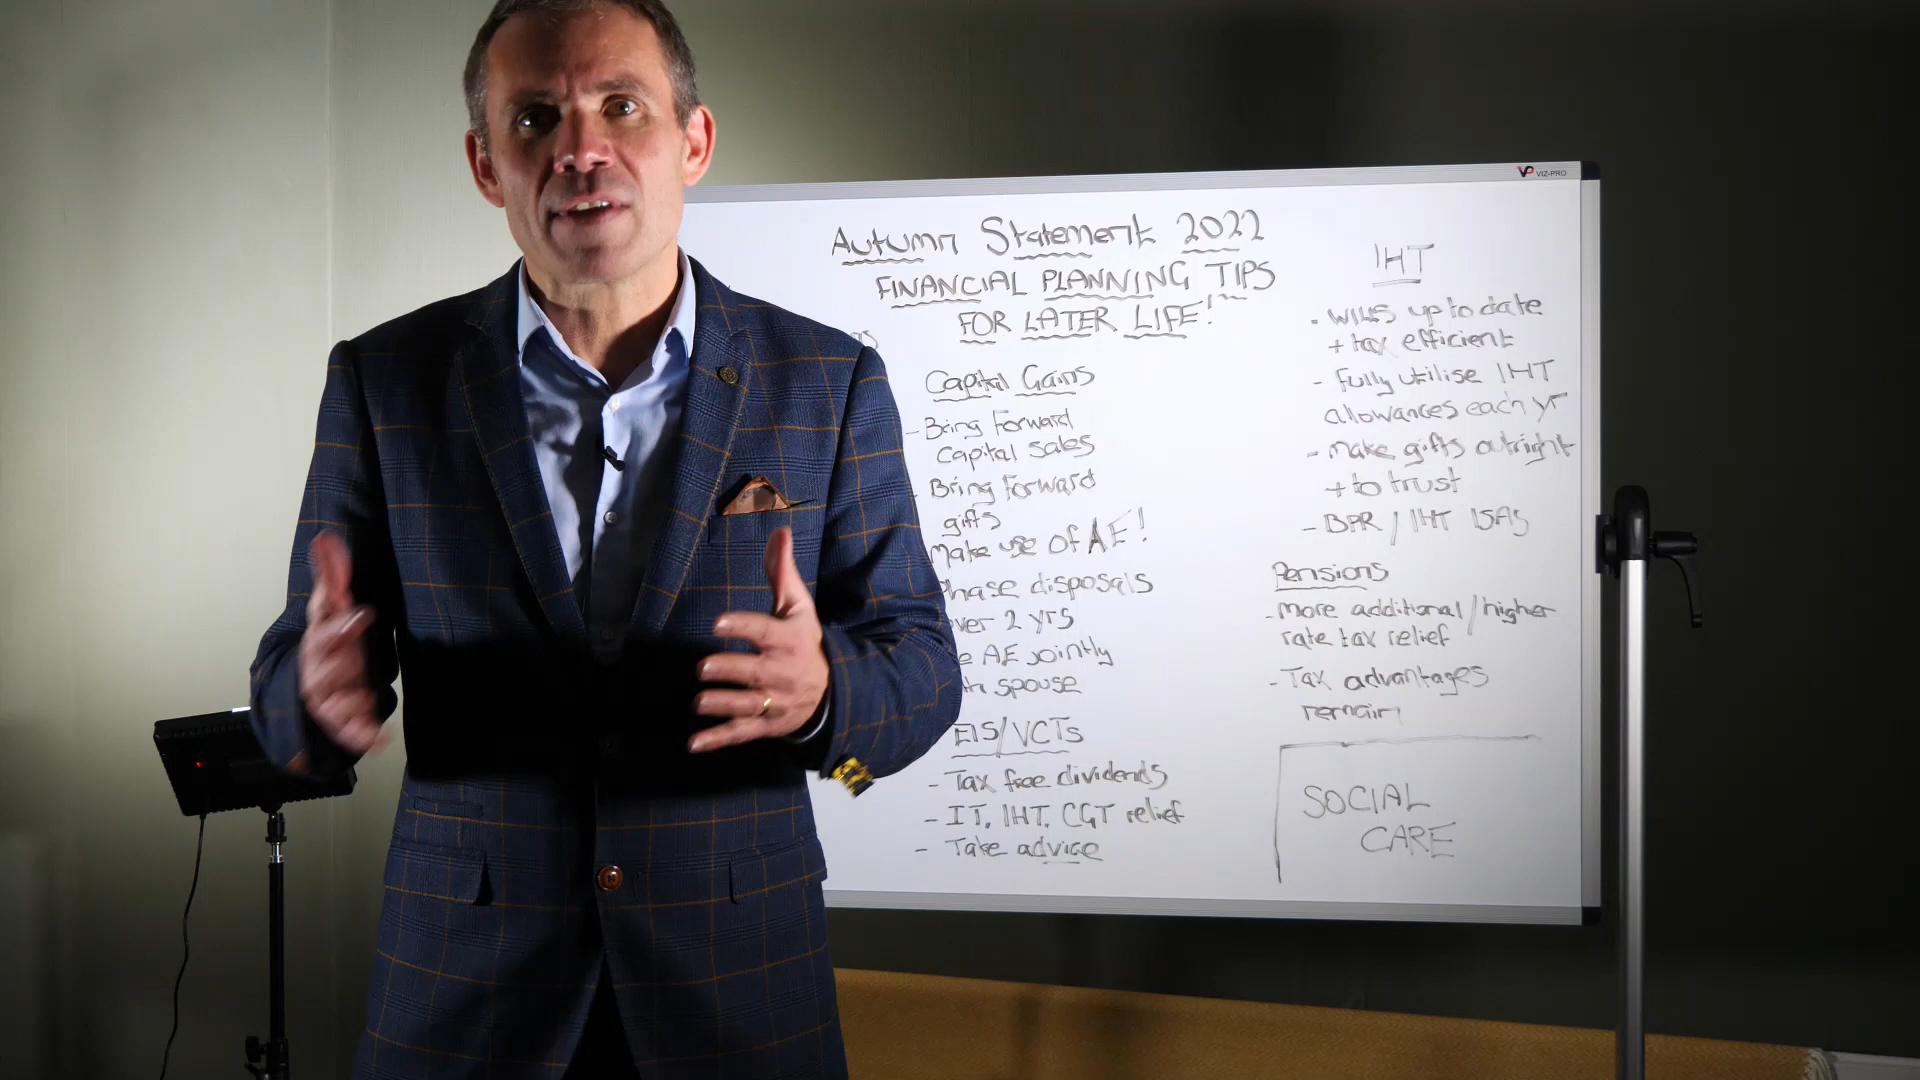 VP VIZ-PRO
Autumn Statement 2022
FINANCIAL PLANNING TIPS
FOR LATER LIFE!
Capital Gains
- Bring Forward
Capital Sales
Bring Forward
gifts
Make use of AE!
Phase disposals
over 2 yrs
AE jointly
spouse
EIS/VCTs
- Tax free dividends
- IT, IHT, CGT relief
- Take advice
IHT
- Wills up to date
+ tax efficient
- Fully utilise IHT
allowances each yr
- Make gifts outright
+ to trust
- BPR / IHT ISAs
Pensions
- More additional/higher
rate tax relief
- Tax advantages
remain
SOCIAL
CARE